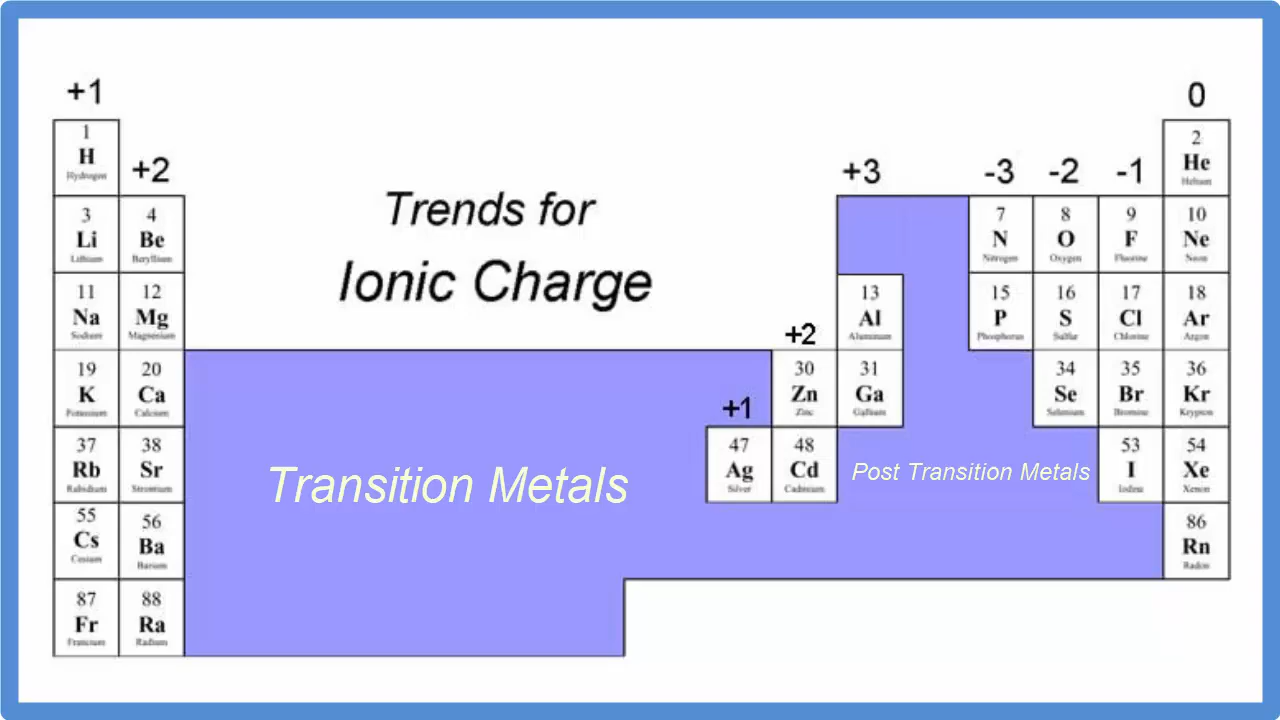 +1
0
1
H
Hydrogen
+2
+3
-3
-2
-1
2
He
Helium
3
Li
Lithium
4
Be
Beryllium
Trends for
Ionic Charge
7
N
Nitrogen
8
O
Oxygen
9
F
Fluorine
10
Ne
Neon
11
Na
Sodium
12
Mg
Magnesium
13
Al
Aluminum
15
P
Phosphorus
16
S
Sulfur
17
Cl
Chlorine
18
Ar
Argon
+2
19
K
Potassium
20
Ca
Calcium
30
Zn
Zinc
31
Ga
Gallium
34
Se
Selenium
35
Br
Bromine
36
Kr
Krypton
+1
37
Rb
Rubidium
38
Sr
Strontium
Transition Metals
47
Ag
Silver
48
Cd
Cadmium
Post Transition Metals
53
I
Iodine
54
Xe
Xenon
55
Cs
Cesium
56
Ba
Barium
86
Rn
Radon
87
Fr
Francium
88
Ra
Radium